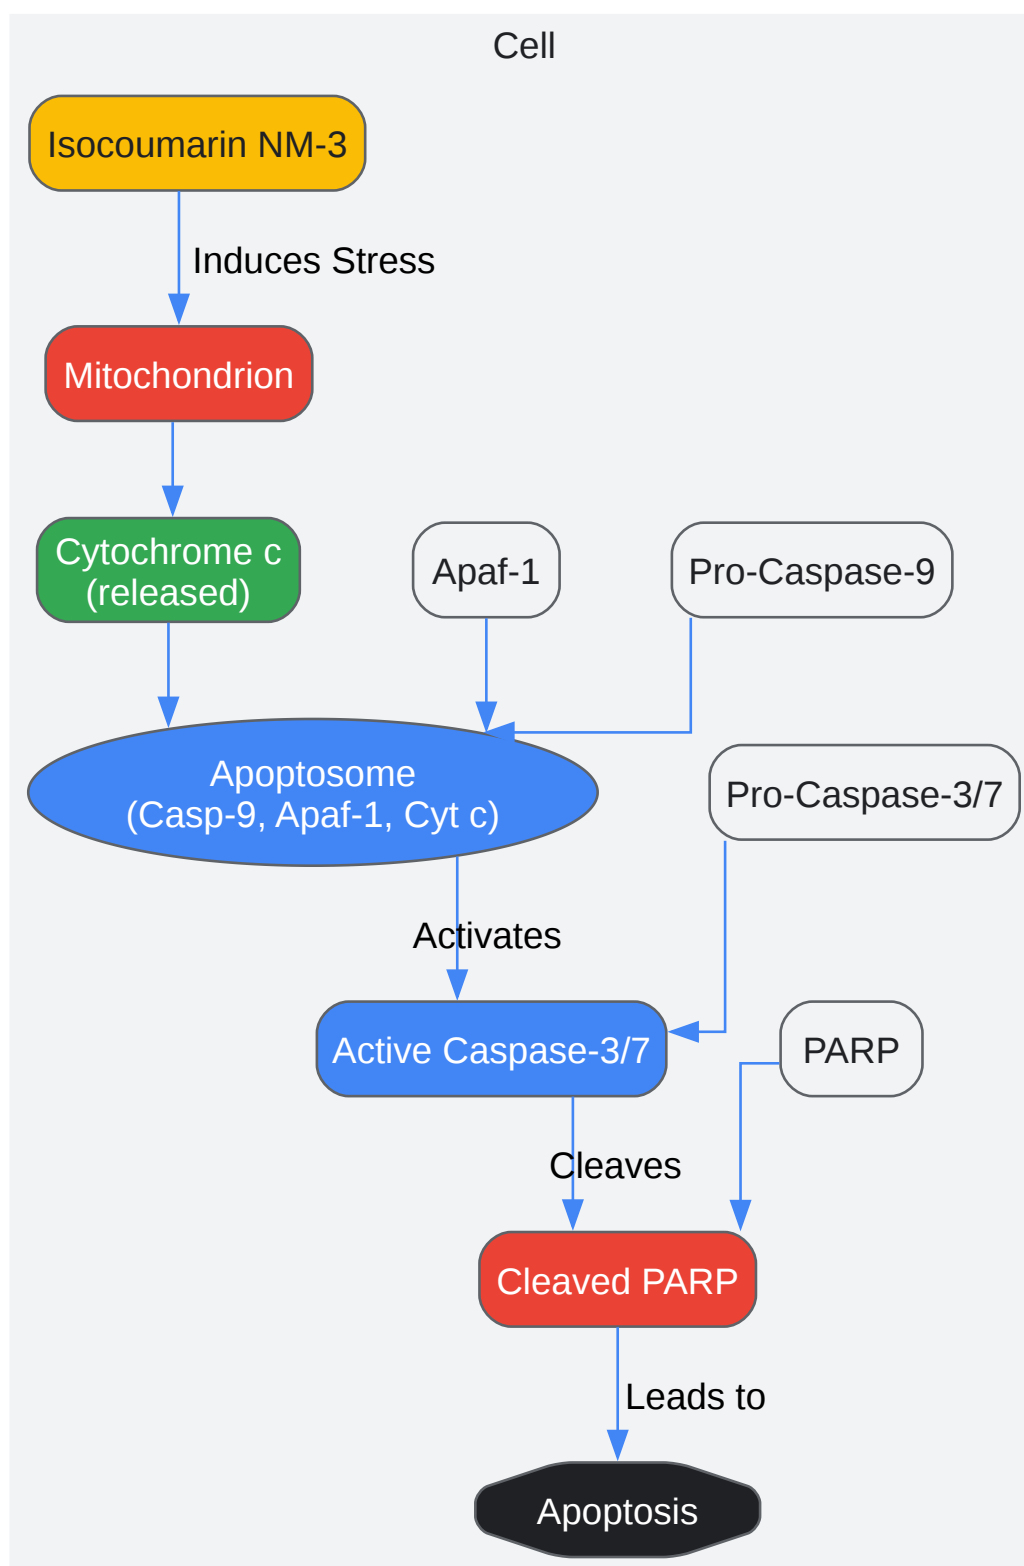 Cell
Isocoumarin NM-3
Induces Stress
Mitochondrion
Cytochrome c
(released)
Apaf-1
Pro-Caspase-9
Apoptosome
(Casp-9, Apaf-1, Cyt c)
Pro-Caspase-3/7
Activates
Active Caspase-3/7
PARP
Cleaves
Cleaved PARP
Leads to
Apoptosis